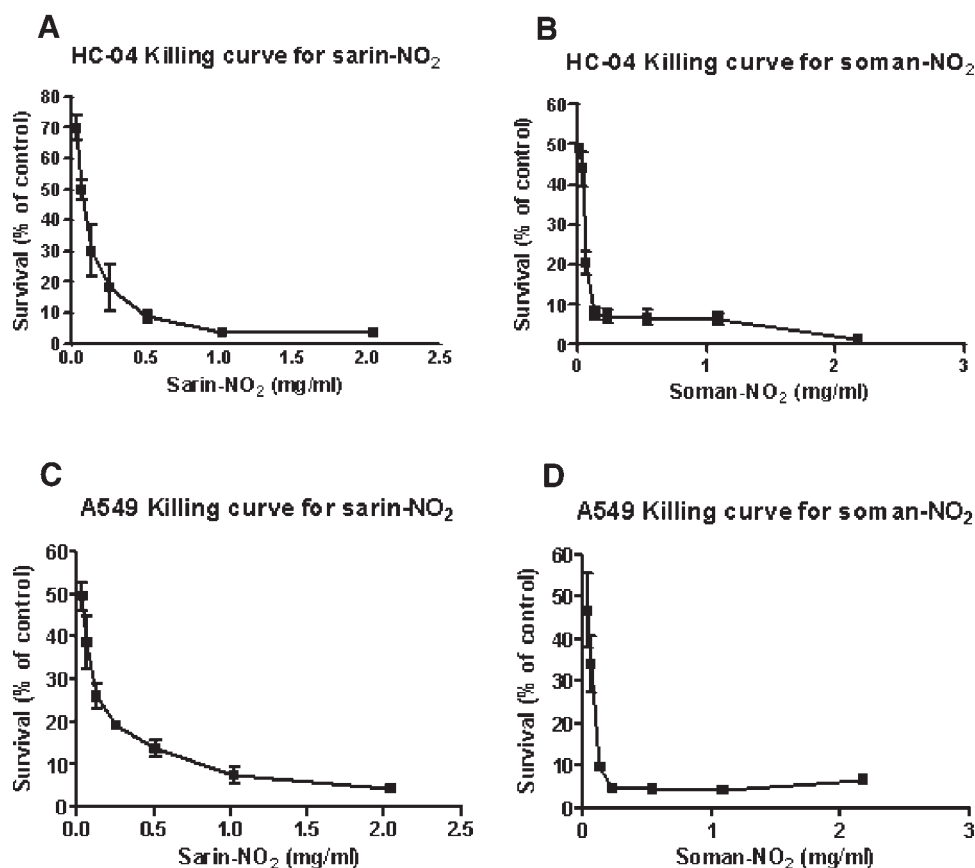 A
HC-04 Killing curve for sarin-NO₂
Survival (% of control)
80
70
60
50
40
30
20
10
0
0.0 0.5 1.0 1.5 2.0 2.5
Sarin-NO₂ (mg/ml)
B
HC-04 Killing curve for soman-NO₂
Survival (% of control)
60
50
40
30
20
10
0
0 1 2 3
Soman-NO₂ (mg/ml)
C
A549 Killing curve for sarin-NO₂
Survival (% of control)
60
50
40
30
20
10
0
0.0 0.5 1.0 1.5 2.0 2.5
Sarin-NO₂ (mg/ml)
D
A549 Killing curve for soman-NO₂
Survival (% of control)
60
50
40
30
20
10
0
0 1 2 3
Soman-NO₂ (mg/ml)